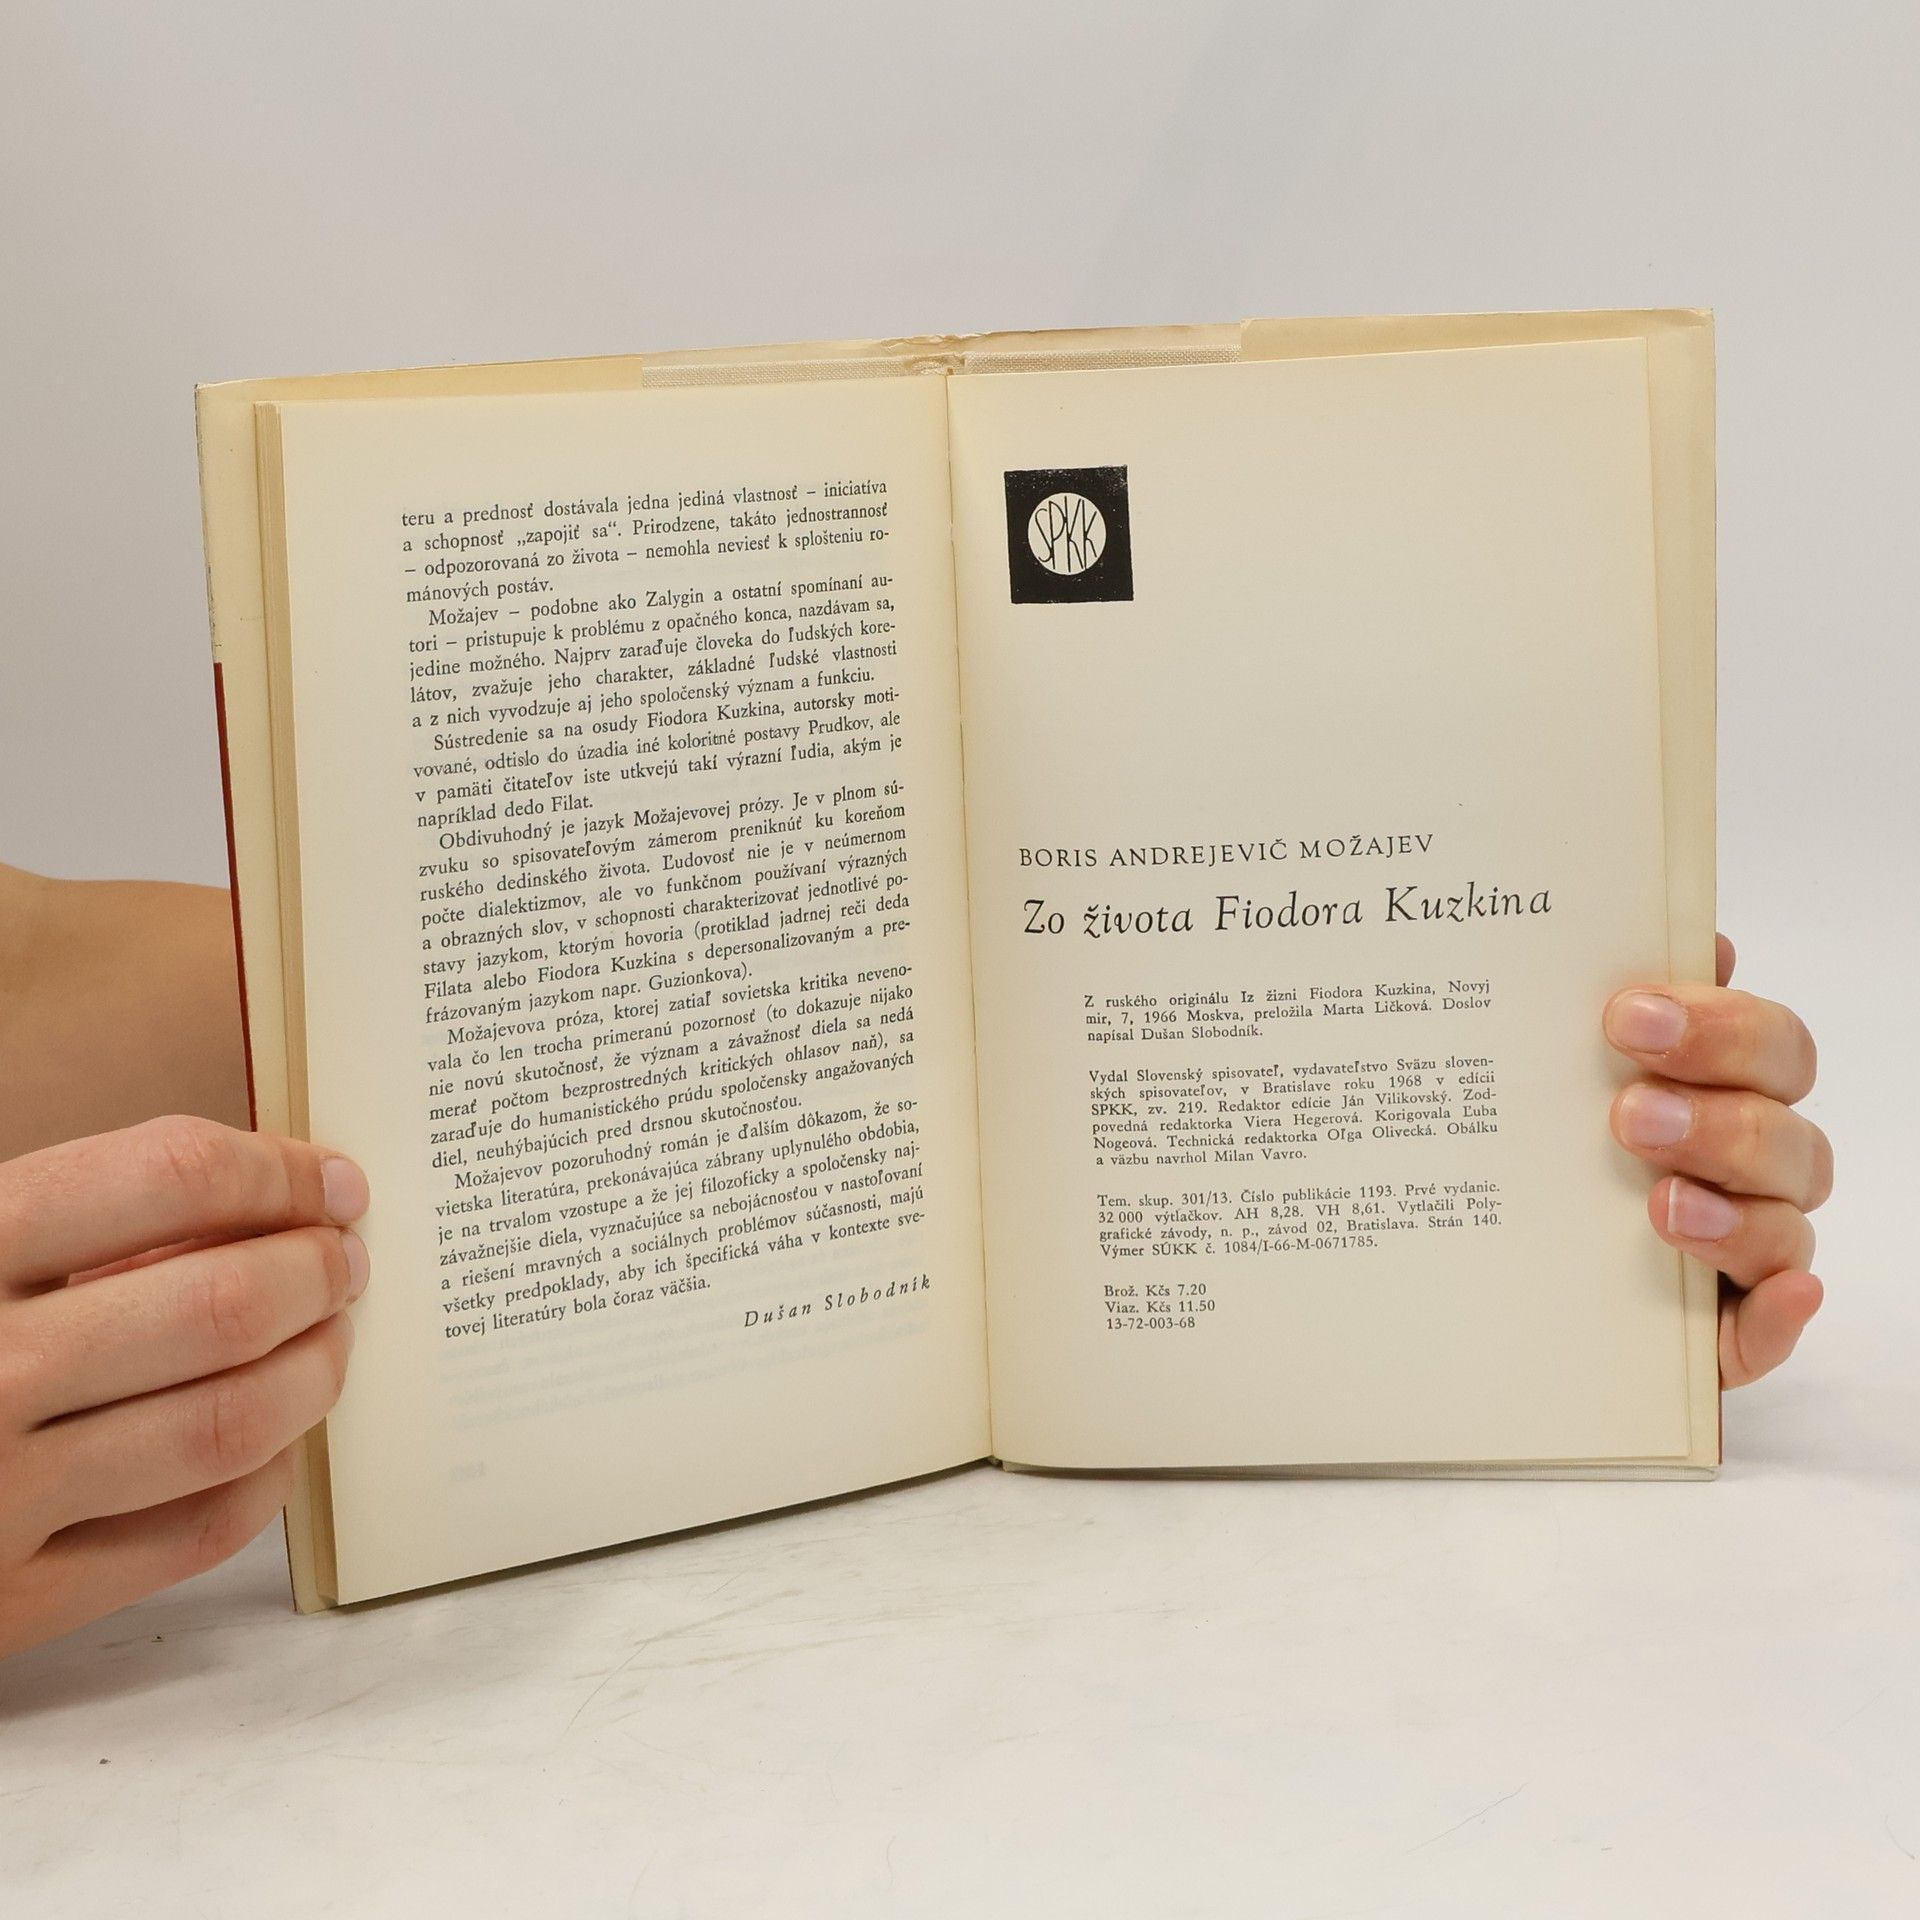 teru a prednosť dostávala jedna jediná vlastnosť – iniciatíva
a schopnosť „zapojiť sa“. Prirodzene, takáto jednostrannosť
– odpozorovaná zo života – nemohla neviesť k splošteniu ro-
mánových postáv.
Možajev – podobne ako Zalygin a ostatní spomínaní au-
tori – pristupuje k problému z opačného konca, nazdávam sa,
jedine možného. Najprv zaraďuje človeka do ľudských kore-
látov, zvažuje jeho charakter, základné ľudské vlastnosti
a z nich vyvodzuje aj jeho spoločenský význam a funkciu.
Sústredenie sa na osudy Fiodora Kuzkina, autorsky moti-
vované, odtislo do úzadia iné koloritné postavy Prudkov, ale
v pamäti čitateľov iste utkvejú takí výrazní ľudia, akým je
napríklad dedo Filat.
Obdivuhodný je jazyk Možajevovej prózy. Je v plnom sú-
zvuku so spisovateľovým zámerom preniknúť ku koreňom
ruského dedinského života. Ľudovosť nie je v neúmernom
počte dialektizmov, ale vo funkčnom používaní výrazných
a obrazných slov, v schopnosti charakterizovať jednotlivé po-
stavy jazykom, ktorým hovoria (protiklad jadrnej reči deda
Filata alebo Fiodora Kuzkina s depersonalizovaným a pre-
frázovaným jazykom napr. Guzionkova).
Možajevova próza, ktorej zatiaľ sovietska kritika neveno-
vala čo len trocha primeranú pozornosť (to dokazuje nijako
nie novú skutočnosť, že význam a závažnosť diela sa nedá
merať počtom bezprostredných kritických ohlasov naň), sa
zaraďuje do humanistického prúdu spoločensky angažovaných
diel, neuhýbajúcich pred drsnou skutočnosťou.
Možajevov pozoruhodný román je ďalším dôkazom, že so-
vietska literatúra, prekonávajúca zábrany uplynulého obdobia,
je na trvalom vzostupe a že jej filozoficky a spoločensky naj-
závažnejšie diela, vyznačujúce sa nebojácnosťou v nastoľovaní
a riešení mravných a sociálnych problémov súčasnosti, majú
všetky predpoklady, aby ich špecifická váha v kontexte sve-
tovej literatúry bola čoraz väčšia.
Dušan Slobodník
SPKK
BORIS ANDREJEVIČ MOŽAJEV
Zo života Fiodora Kuzkina
Z ruského originálu Iz žizni Fiodora Kuzkina, Novyj
mir, 7, 1966 Moskva, preložila Marta Ličková. Doslov
napísal Dušan Slobodník.
Vydal Slovenský spisovateľ, vydavateľstvo Sväzu sloven-
ských spisovateľov, v Bratislave roku 1968 v edícii
SPKK, zv. 219. Redaktor edície Ján Vilikovský. Zod-
povedná redaktorka Viera Hegerová. Korigovala Ľuba
Nogeová. Technická redaktorka Oľga Olivecká. Obálku
a väzbu navrhol Milan Vavro.
Tem. skup. 301/13. Číslo publikácie 1193. Prvé vydanie.
32 000 výtlačkov. AH 8,28. VH 8,61. Vytlačili Poly-
grafické závody, n. p., závod 02, Bratislava. Strán 140.
Výmer SÚKK č. 1084/I-66-M-0671785.
Brož. Kčs 7.20
Viaz. Kčs 11.50
13-72-003-68